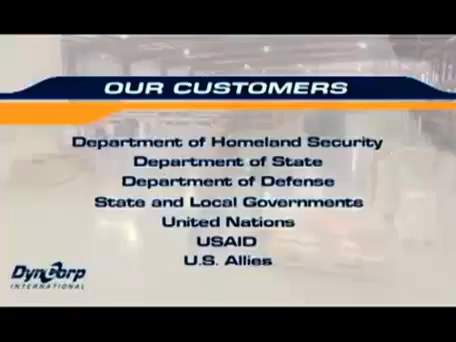 OUR CUSTOMERS
Department of Homeland Security
Department of State
Department of Defense
State and Local Governments
United Nations
USAID
U.S. Allies
DynCorp
INTERNATIONAL